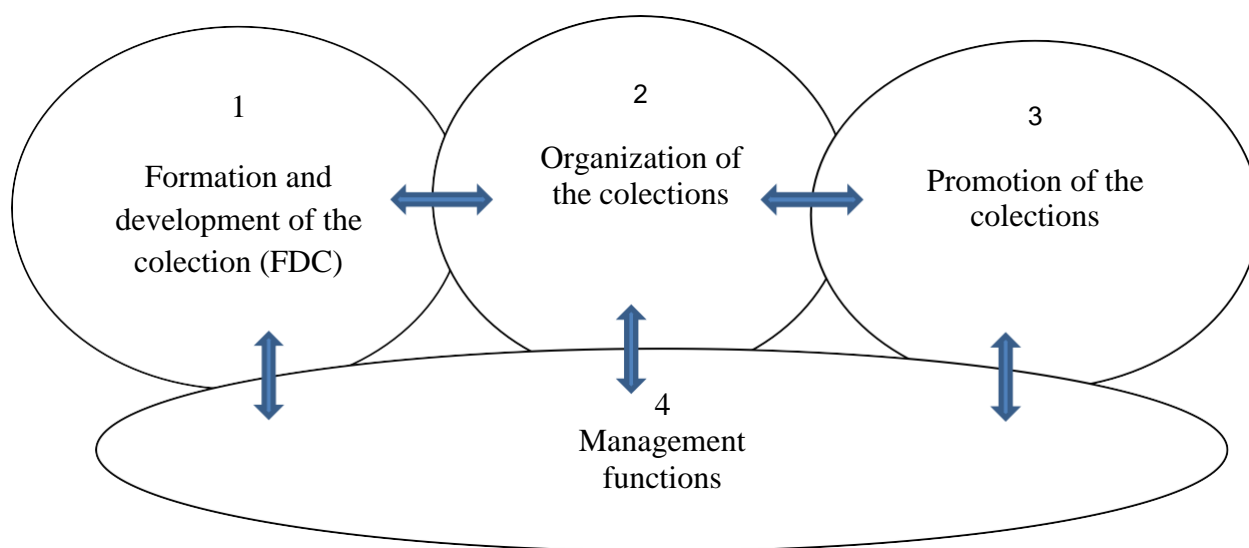 1
Formation and
development of the
colection (FDC)
2
Organization of
the colections
3
Promotion of the
colections
4
Management
functions